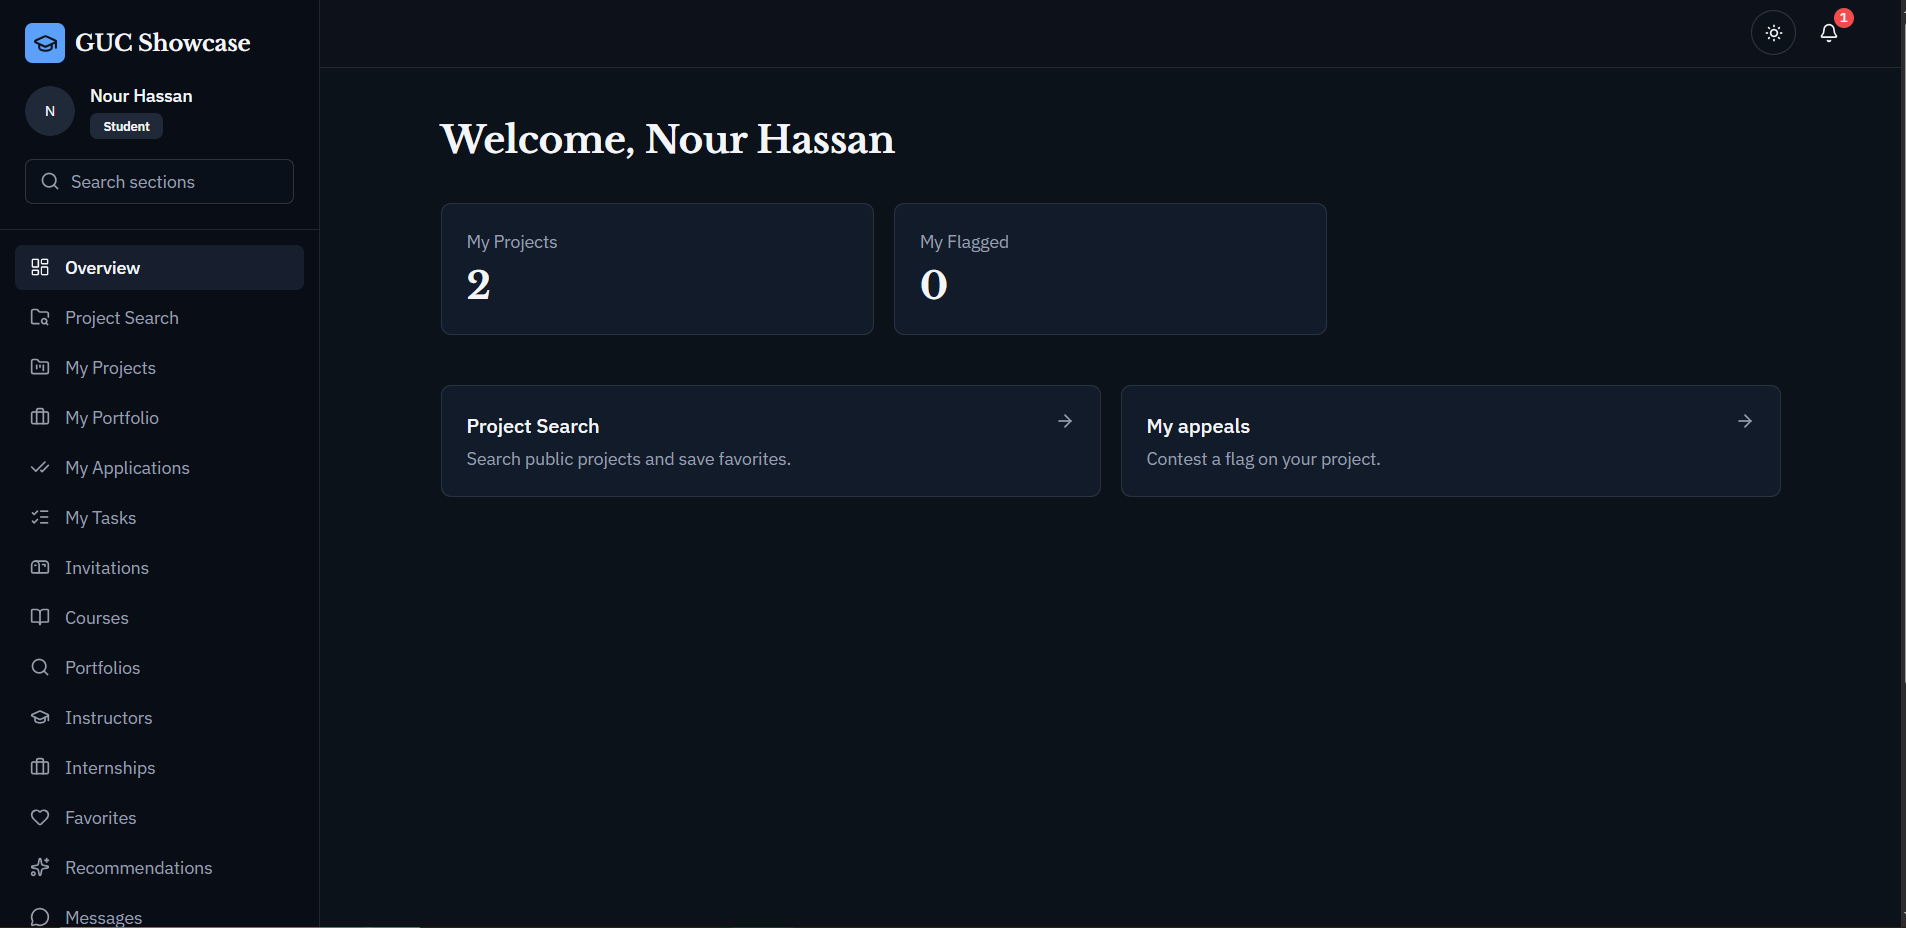 GUC Showcase
N
Nour Hassan
Student
Search sections
Overview
Project Search
My Projects
My Portfolio
My Applications
My Tasks
Invitations
Courses
Portfolios
Instructors
Internships
Favorites
Recommendations
Messages
1
Welcome, Nour Hassan
My Projects
2
My Flagged
0
Project Search
Search public projects and save favorites.
My appeals
Contest a flag on your project.